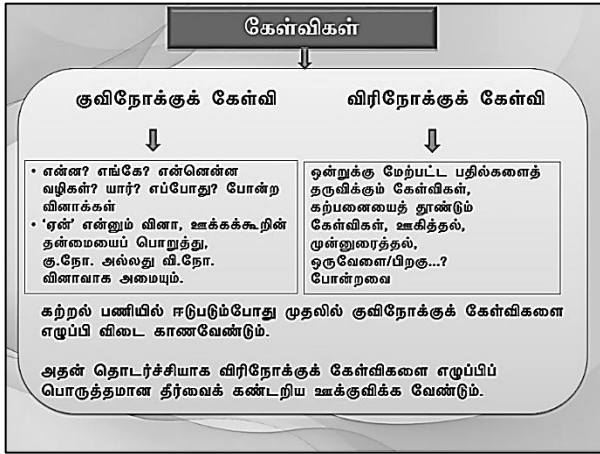 கேள்விகள்
குவிநோக்குக் கேள்வி
விரிநோக்குக் கேள்வி
• என்ன? எங்கே? என்னென்ன
வழிகள்? யார்? எப்போது? போன்ற
வினாக்கள்
• 'ஏன்' என்னும் வினா, ஊக்கக்கூறின்
தன்மையைப் பொறுத்து,
கு.நோ. அல்லது வி.நோ.
வினாவாக அமையும்.
ஒன்றுக்கு மேற்பட்ட பதில்களைத்
தருவிக்கும் கேள்விகள்,
கற்பனையைத் தூண்டும்
கேள்விகள், ஊகித்தல்,
முன்னுரைத்தல்,
ஒருவேளை/பிறகு...?
போன்றவை
கற்றல் பணியில் ஈடுபடும்போது முதலில் குவிநோக்குக் கேள்விகளை
எழுப்பி விடை காணவேண்டும்.
அதன் தொடர்ச்சியாக விரிநோக்குக் கேள்விகளை எழுப்பிப்
பொருத்தமான தீர்வைக் கண்டறிய ஊக்குவிக்க வேண்டும்.